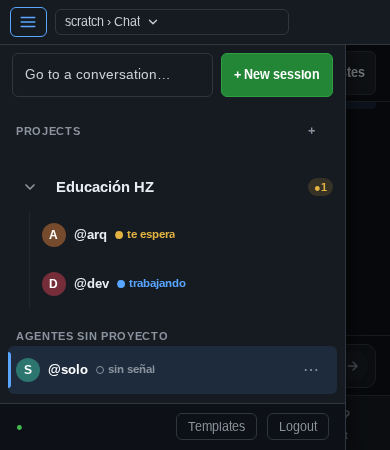 scratch › Chat
Go to a conversation…
+ New session
PROJECTS +
Educación HZ ●1
A @arq te espera
D @dev trabajando
AGENTES SIN PROYECTO
S @solo sin señal ···
Templates Logout